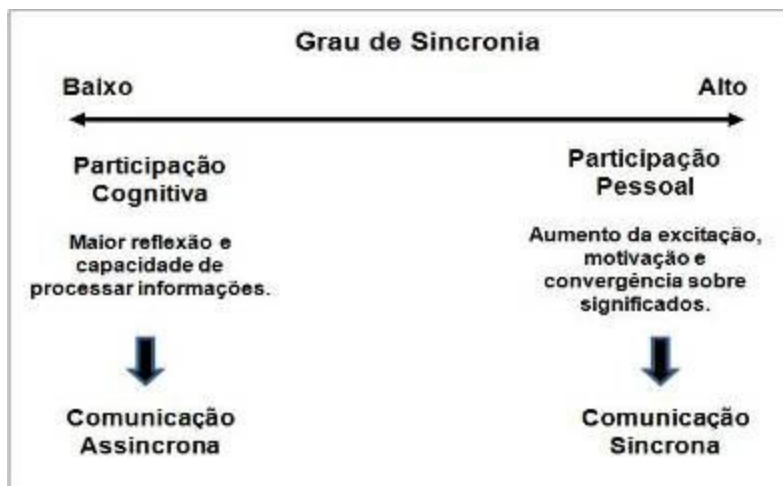 Grau de Sincronia
Baixo
Alto
Participação
Cognitiva
Maior reflexão e
capacidade de
processar informações.
Comunicação
Assincrona
Participação
Pessoal
Aumento da excitação,
motivação e
convergência sobre
significados.
Comunicação
Sincrona